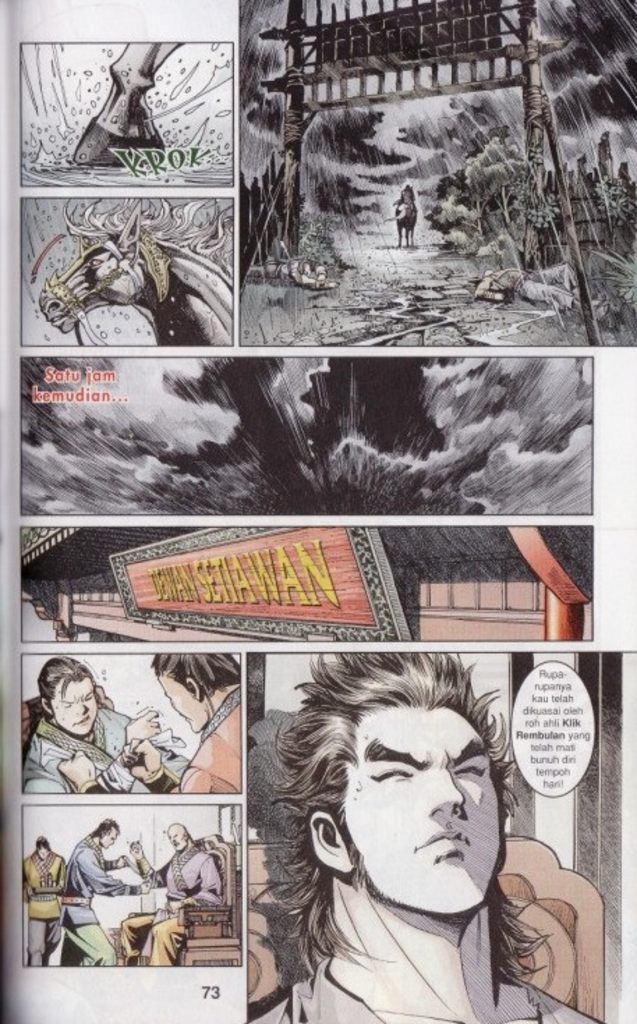 KROK
Satu jam
kemudian...
DEWAN SETIAWAN
Rupa-
rupanya
kau telah
dikuasai oleh
roh ahli Klik
Rembulan yang
telah mati
bunuh diri
tempoh
hari!
73